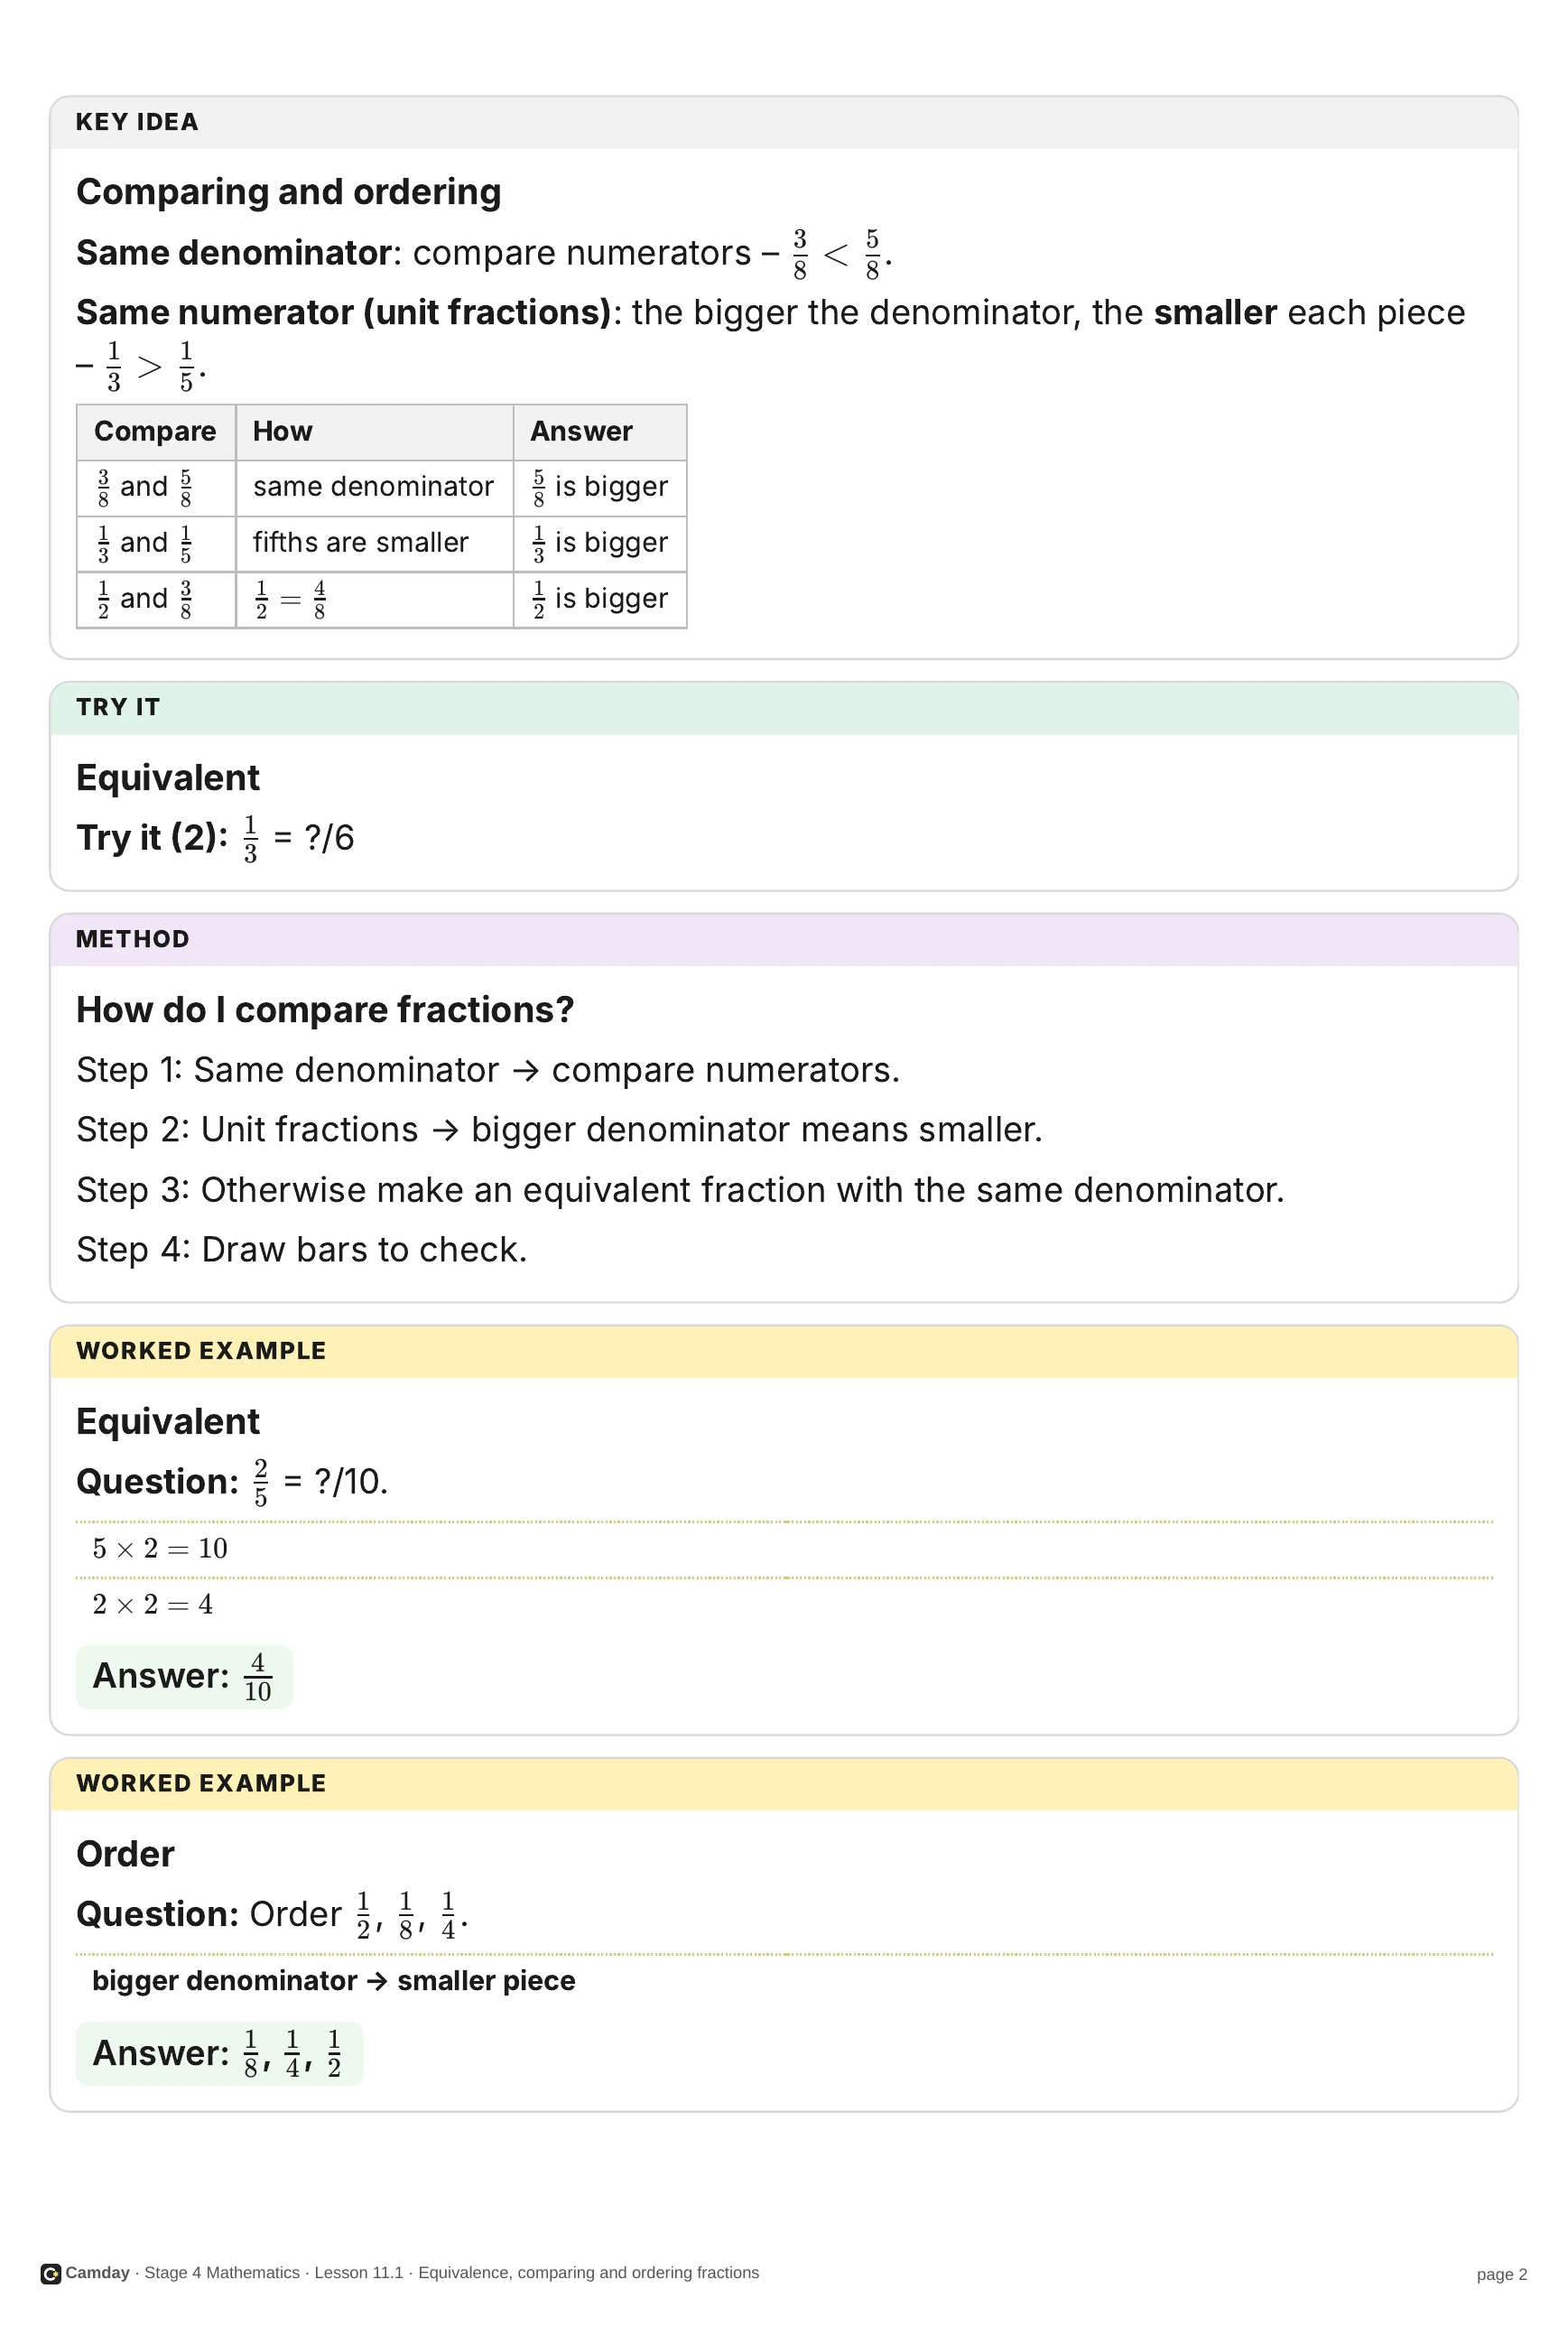 KEY IDEA
Comparing and ordering
Same denominator: compare numerators – 3/8 < 5/8.
Same numerator (unit fractions): the bigger the denominator, the smaller each piece
– 1/3 > 1/5.
Compare How Answer
3/8 and 5/8 same denominator 5/8 is bigger
1/3 and 1/5 fifths are smaller 1/3 is bigger
1/2 and 3/8 1/2 = 4/8 1/2 is bigger
TRY IT
Equivalent
Try it (2): 1/3 = ?/6
METHOD
How do I compare fractions?
Step 1: Same denominator → compare numerators.
Step 2: Unit fractions → bigger denominator means smaller.
Step 3: Otherwise make an equivalent fraction with the same denominator.
Step 4: Draw bars to check.
WORKED EXAMPLE
Equivalent
Question: 2/5 = ?/10.
5 × 2 = 10
2 × 2 = 4
Answer: 4/10
WORKED EXAMPLE
Order
Question: Order 1/2, 1/8, 1/4.
bigger denominator → smaller piece
Answer: 1/8, 1/4, 1/2
Camday · Stage 4 Mathematics · Lesson 11.1 · Equivalence, comparing and ordering fractions page 2